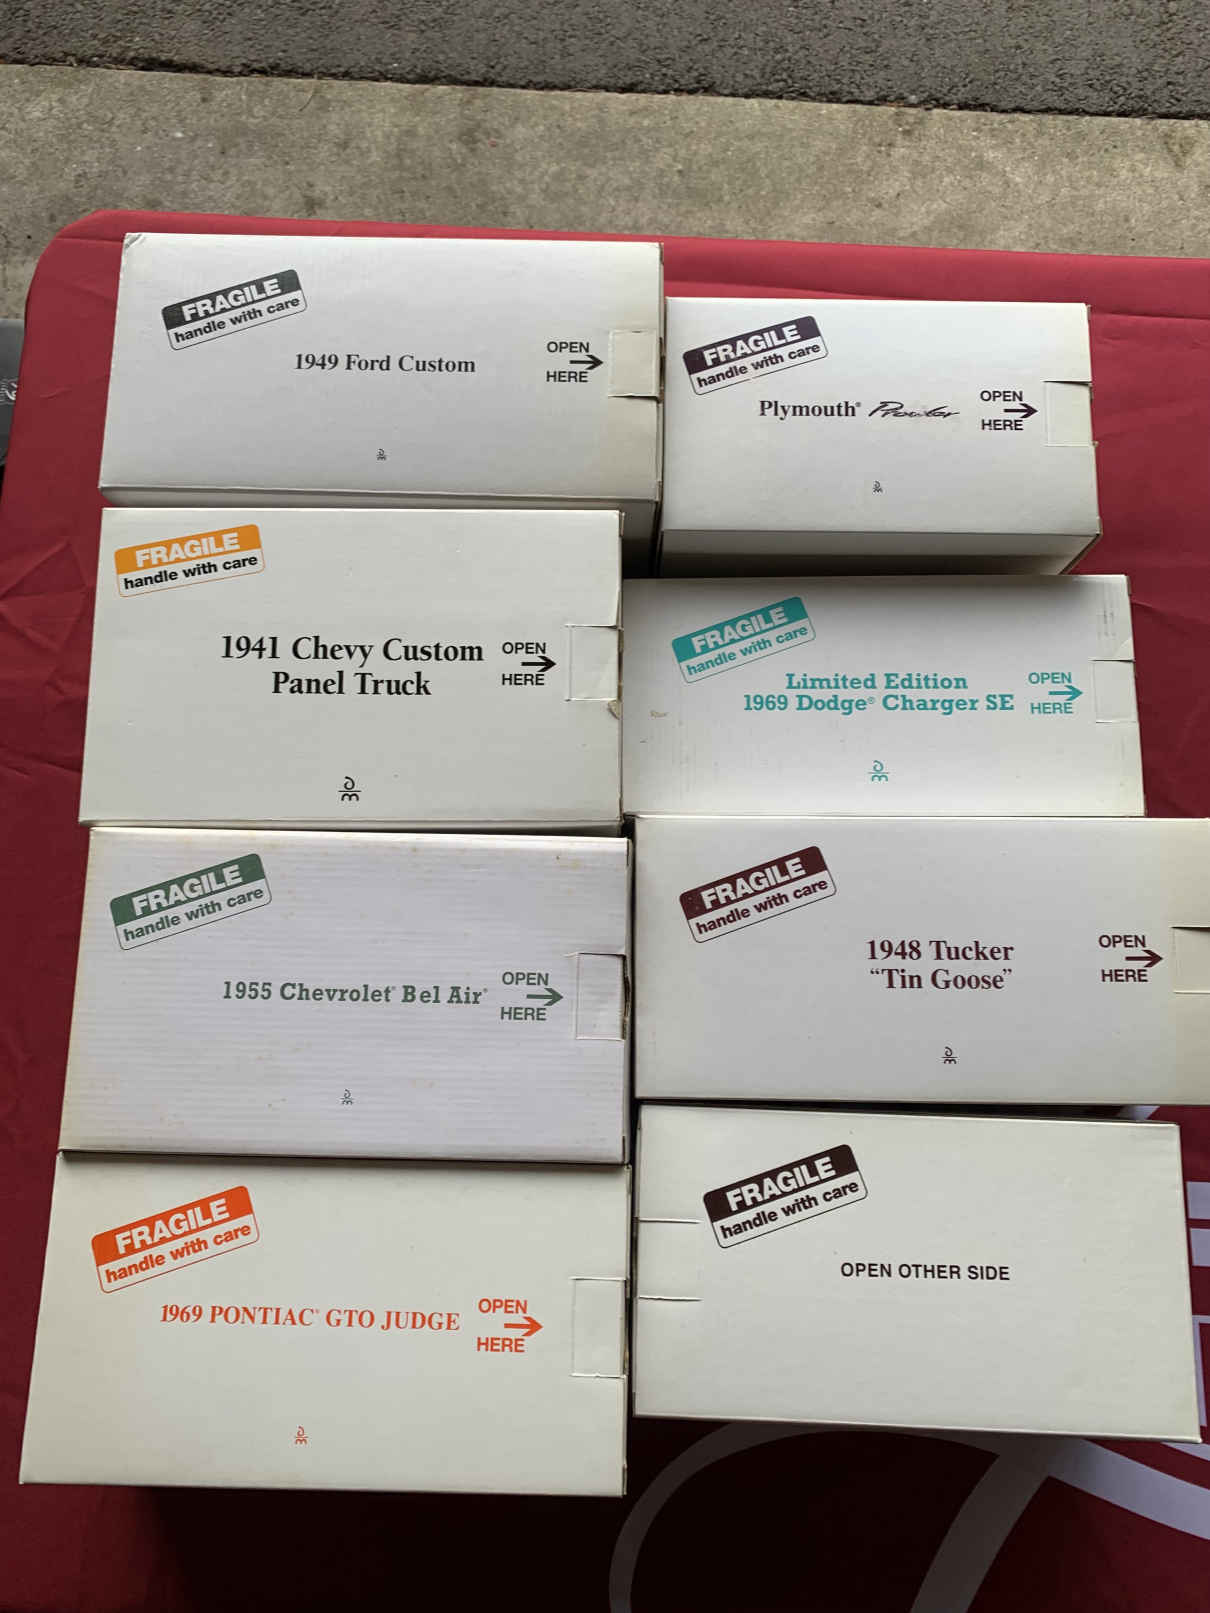 FRAGILE
handle with care
1949 Ford Custom
OPEN
HERE
FRAGILE
handle with care
Plymouth® Prowler
OPEN
HERE
FRAGILE
handle with care
1941 Chevy Custom
Panel Truck
OPEN
HERE
FRAGILE
handle with care
Limited Edition
1969 Dodge® Charger SE
OPEN
HERE
FRAGILE
handle with care
1955 Chevrolet® Bel Air®
OPEN
HERE
FRAGILE
handle with care
1948 Tucker
“Tin Goose”
OPEN
HERE
FRAGILE
handle with care
1969 PONTIAC® GTO JUDGE
OPEN
HERE
FRAGILE
handle with care
OPEN OTHER SIDE